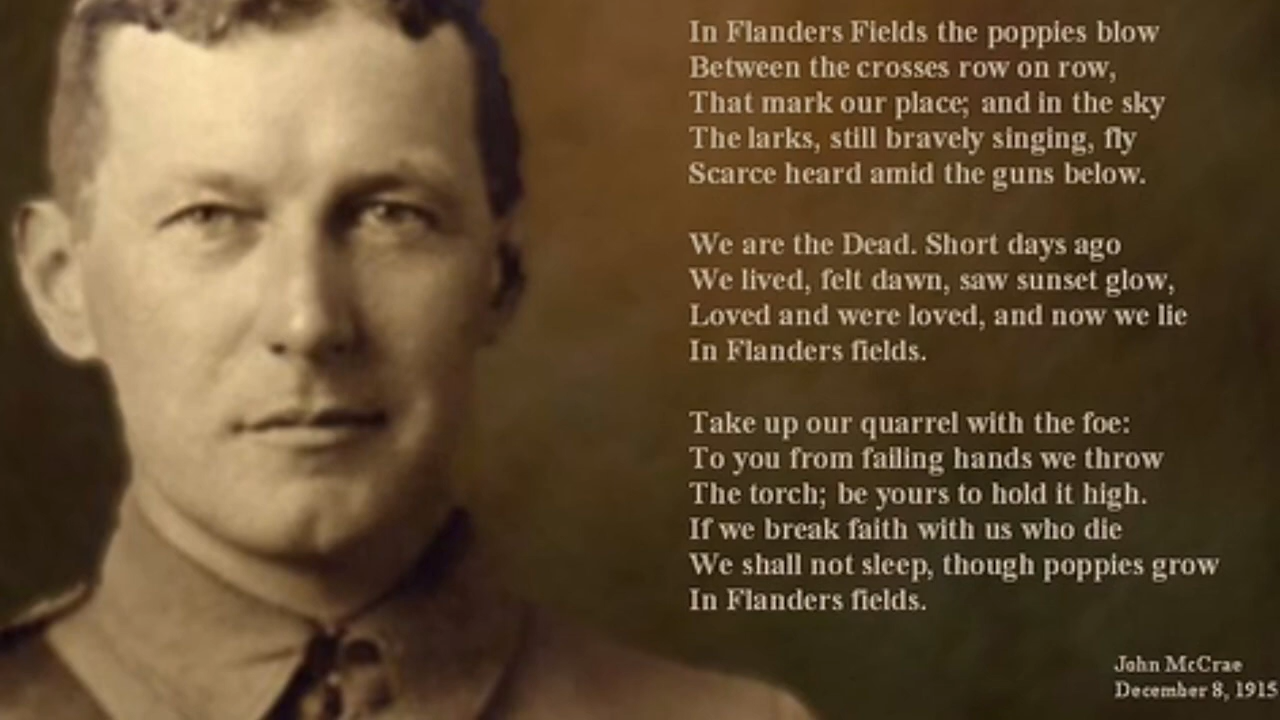 In Flanders Fields the poppies blow
Between the crosses row on row,
That mark our place; and in the sky
The larks, still bravely singing, fly
Scarce heard amid the guns below.
We are the Dead. Short days ago
We lived, felt dawn, saw sunset glow,
Loved and were loved, and now we lie
In Flanders fields.
Take up our quarrel with the foe:
To you from failing hands we throw
The torch; be yours to hold it high.
If we break faith with us who die
We shall not sleep, though poppies grow
In Flanders fields.
John McCrae
December 8, 1915